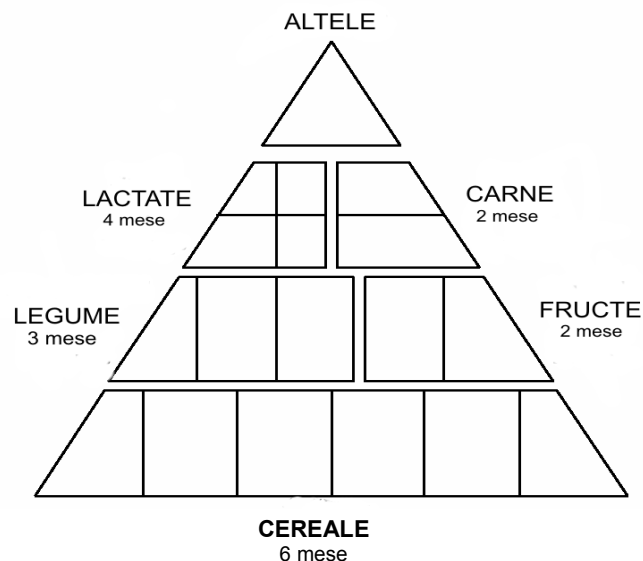 ALTELE
LACTATE
4 mese
CARNE
2 mese
LEGUME
3 mese
FRUCTE
2 mese
CEREALE
6 mese